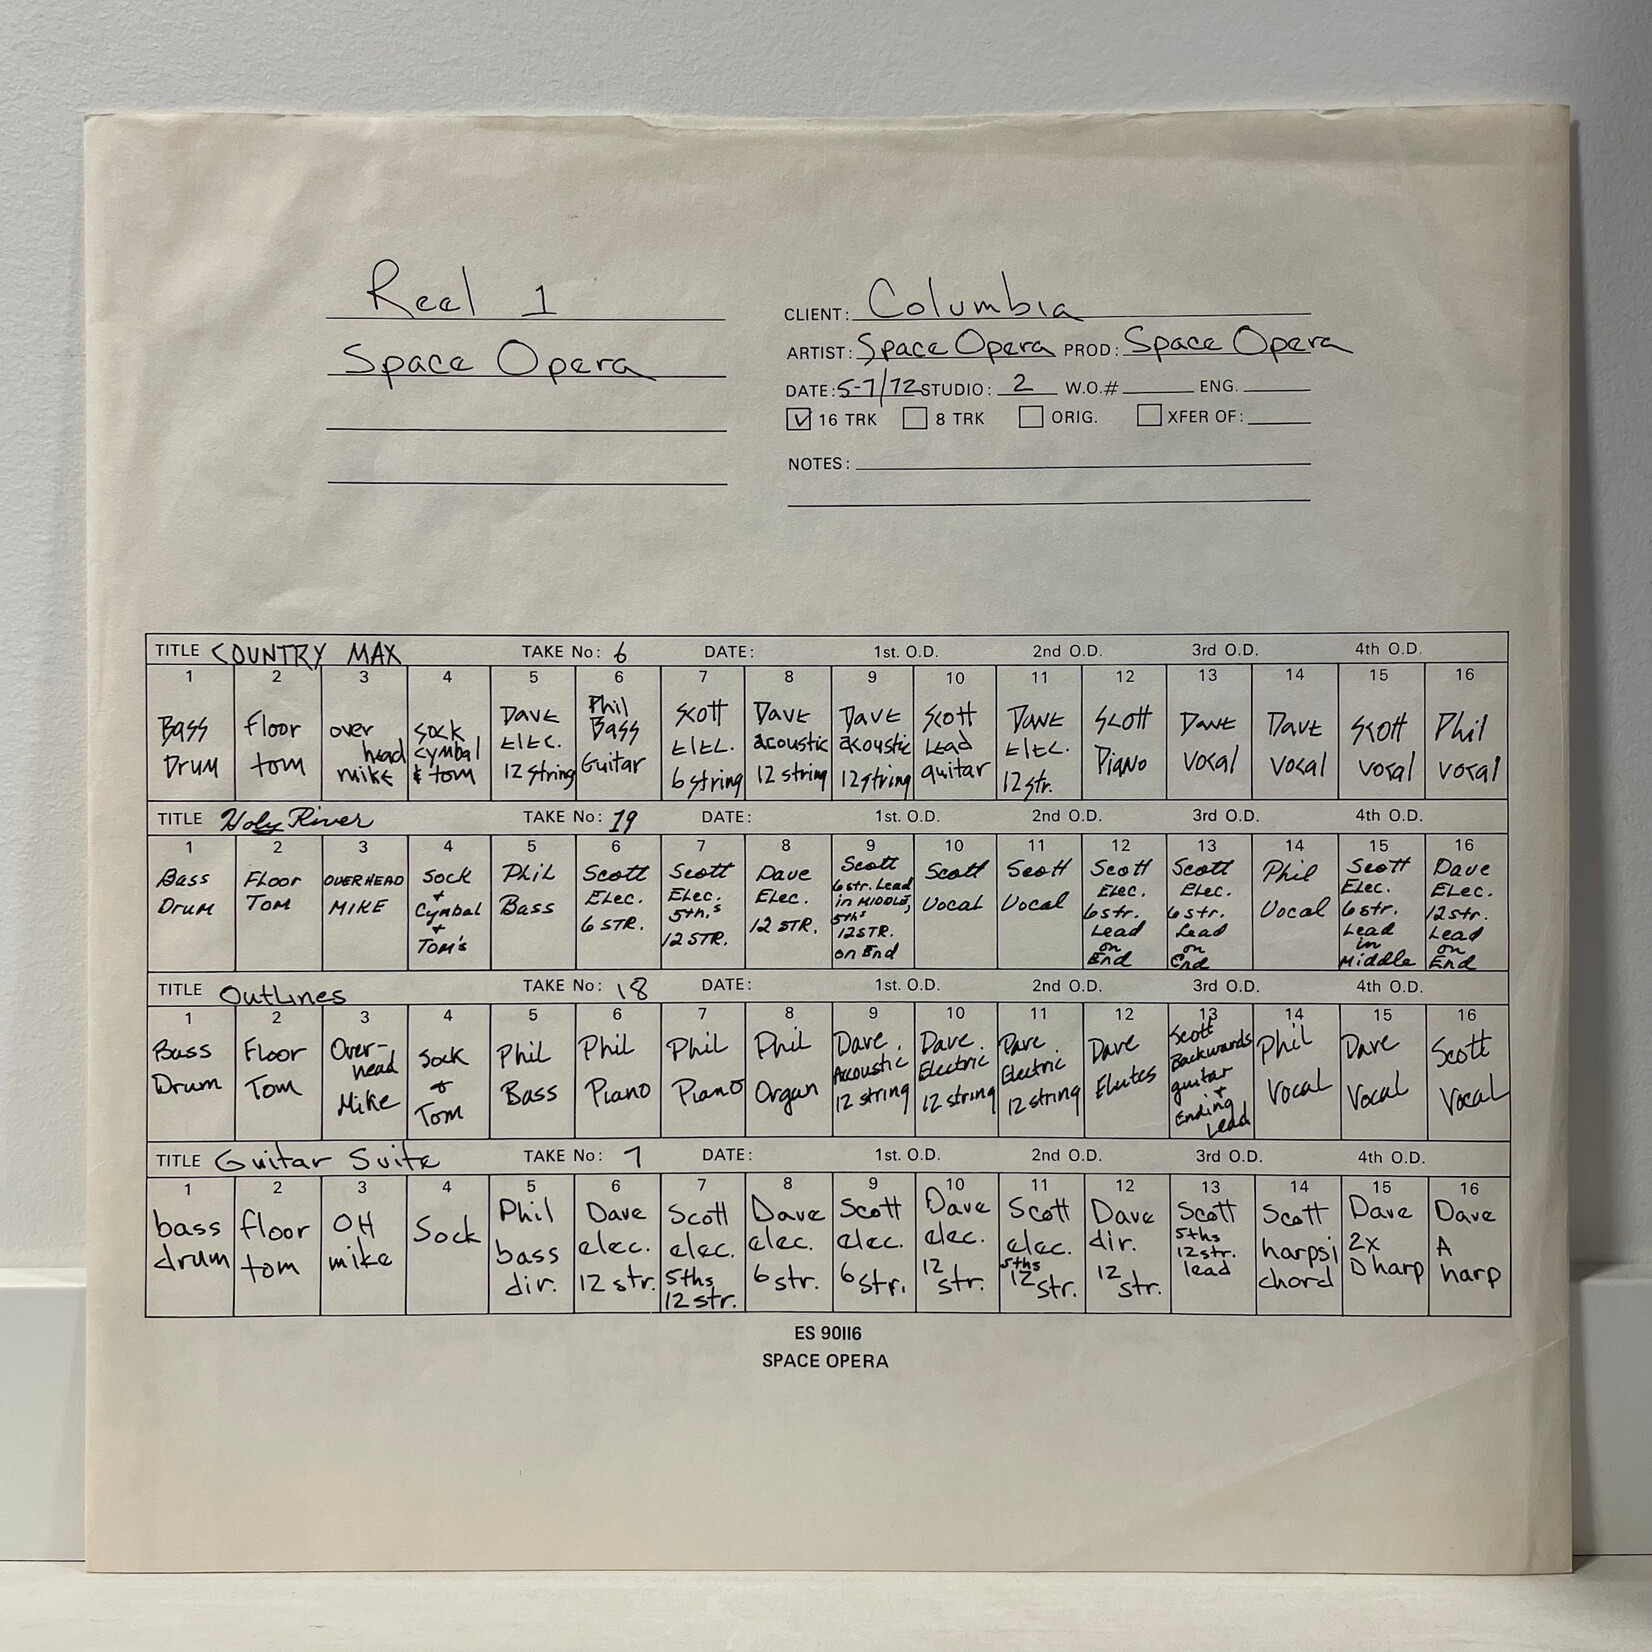 Reel 1
Space Opera
CLIENT: Columbia
ARTIST: Space Opera PROD: Space Opera
DATE: 5-7/72 STUDIO: 2 W.O.# ENG.
16 TRK 8 TRK ORIG. XFER OF:
NOTES:
TITLE COUNTRY MAX TAKE No: 6 DATE: 1st. O.D. 2nd O.D. 3rd O.D. 4th O.D.
1 Bass Drum
2 floor tom
3 over head mike
4 sock cymbal & tom
5 Dave Elec. 12 string
6 Phil Bass Guitar
7 Scott Elec. 6 string
8 Dave acoustic 12 string
9 Dave acoustic 12 string
10 Scott Lead guitar
11 Dave Elec. 12 str.
12 Scott Piano
13 Dave vocal
14 Dave vocal
15 Scott vocal
16 Phil vocal
TITLE Holy River TAKE No: 19 DATE: 1st. O.D. 2nd O.D. 3rd O.D. 4th O.D.
1 Bass Drum
2 Floor Tom
3 OVERHEAD MIKE
4 Sock + Cymbal + Tom's
5 Phil Bass
6 Scott Elec. 6 STR.
7 Scott Elec. 5th,s 12 STR.
8 Dave Elec. 12 STR.
9 Scott 6 str. Lead in MIDDLE, 5ths 12STR. on End
10 Scott Vocal
11 Scott Vocal
12 Scott Elec. 6 str. Lead on End
13 Scott Elec. 6 str. Lead on End
14 Phil Vocal
15 Scott Elec. 6 str. Lead in Middle
16 Dave Elec. 12 str. Lead on End
TITLE Outlines TAKE No: 18 DATE: 1st. O.D. 2nd O.D. 3rd O.D. 4th O.D.
1 Bass Drum
2 Floor Tom
3 Over-head Mike
4 Sock + Tom
5 Phil Bass
6 Phil Piano
7 Phil Piano
8 Phil Organ
9 Dave. Acoustic 12 string
10 Dave. Electric 12 string
11 Dave. Electric 12 string
12 Dave Flutes
13 Scott Backwards guitar + Ending Lead
14 Phil Vocal
15 Dave Vocal
16 Scott Vocal
TITLE Guitar Suite TAKE No: 7 DATE: 1st. O.D. 2nd O.D. 3rd O.D. 4th O.D.
1 bass drum
2 floor tom
3 OH mike
4 Sock
5 Phil bass dir.
6 Dave elec. 12 str.
7 Scott elec. 5ths 12 str.
8 Dave elec. 6 str.
9 Scott elec. 6 str.
10 Dave elec. 12 str.
11 Scott elec. 5ths 12 str.
12 Dave dir. 12 str.
13 Scott 5ths 12 str. lead
14 Scott harpsi chord
15 Dave 2x D harp
16 Dave A harp
ES 90116
SPACE OPERA